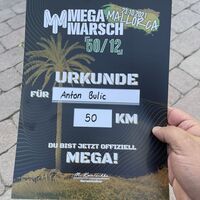 MEGA
MARSCH
50/12
MALLORCA
URKUNDE
FÜR Anton Bulic
50 KM
DU BIST JETZT OFFIZIELL
MEGA!